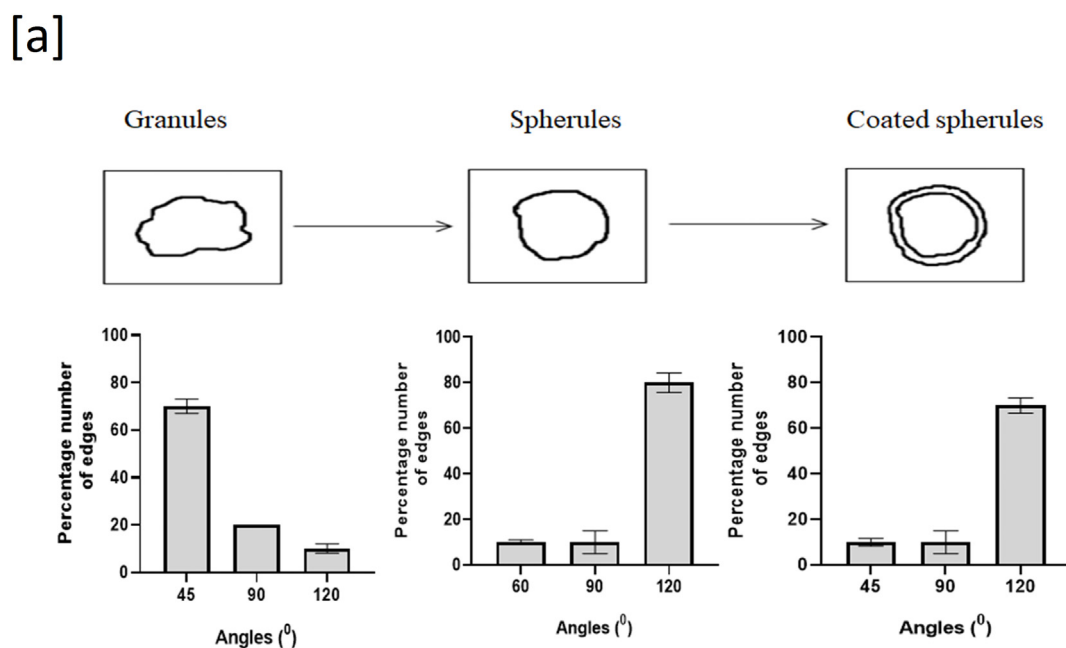 [a]
Granules
Spherules
Coated spherules
Percentage number
of edges
100
80
60
40
20
0
45
90
120
Angles (⁰)
Percentage number
of edges
100
80
60
40
20
0
60
90
120
Angles (⁰)
Percentage number
of edges
100
80
60
40
20
0
45
90
120
Angles (⁰)